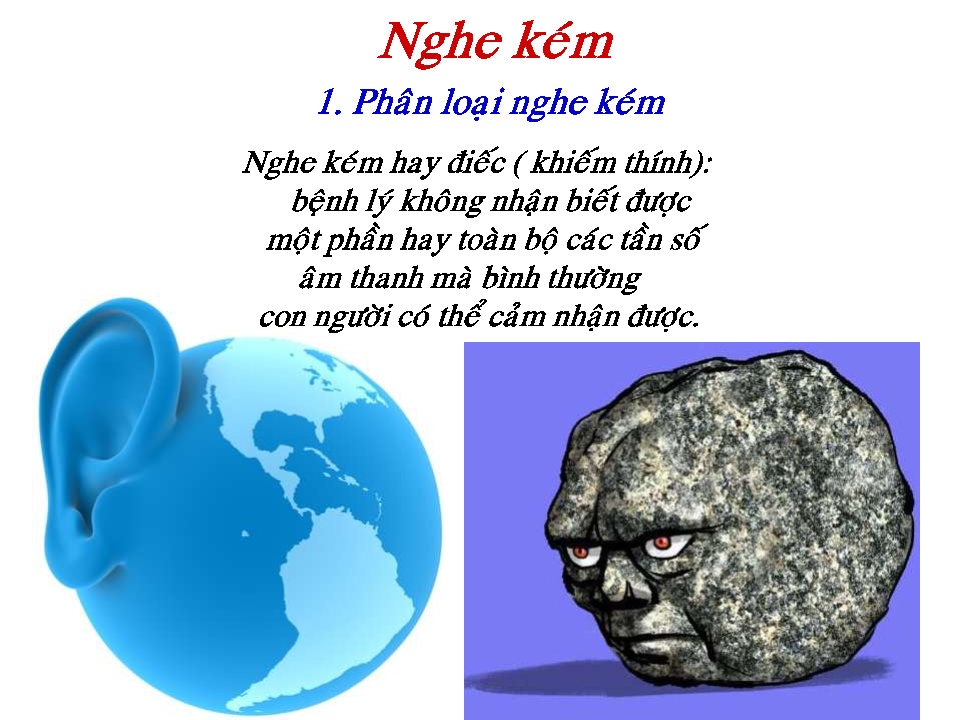 Nghe kém
1. Phân loại nghe kém
Nghe kém hay điếc ( khiếm thính):
bệnh lý không nhận biết được
một phần hay toàn bộ các tần số
âm thanh mà bình thường
con người có thể cảm nhận được.